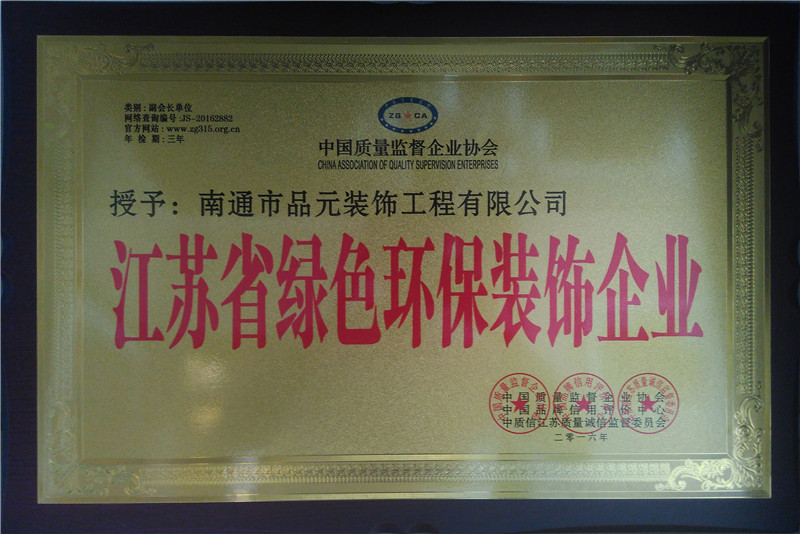 类别:副会长单位
网络查询编号:JS-20162882
官方网站:www.zg315.org.cn
年 检 期:三年
ZG★CA
中国质量监督企业协会
CHINA ASSOCIATION OF QUALITY SUPERVISION ENTERPRISES
授予：南通市品元装饰工程有限公司
江苏省绿色环保装饰企业
中国质量监督企业协会
中国品牌信用评价中心
中质信江苏质量诚信监督委员会
二零一六年